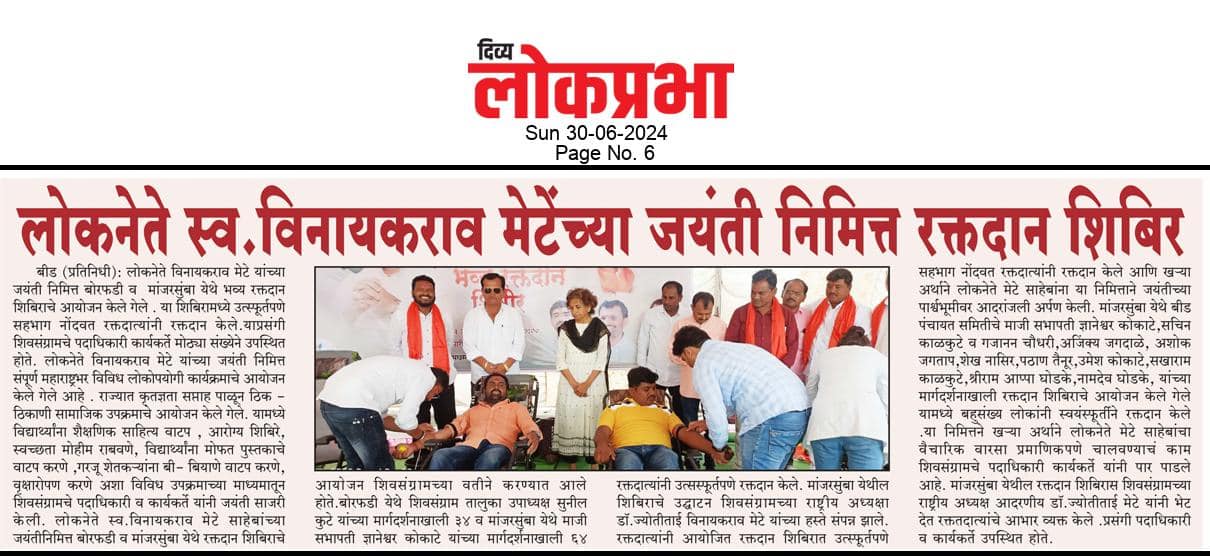 दिव्य
लोकप्रभा
Sun 30-06-2024
Page No. 6
लोकनेते स्व.विनायकराव मेटेंच्या जयंती निमित्त रक्तदान शिबिर
बीड (प्रतिनिधी): लोकनेते विनायकराव मेटे यांच्या
जयंती निमित्त बोरफडी व मांजरसुंबा येथे भव्य रक्तदान
शिबिराचे आयोजन केले गेले . या शिबिरामध्ये उत्स्फूर्तपणे
सहभाग नोंदवत रक्तदात्यांनी रक्तदान केले.याप्रसंगी
शिवसंग्रामचे पदाधिकारी कार्यकर्ते मोठ्या संख्येने उपस्थित
होते. लोकनेते विनायकराव मेटे यांच्या जयंती निमित्त
संपूर्ण महाराष्ट्रभर विविध लोकोपयोगी कार्यक्रमाचे आयोजन
केले गेले आहे . राज्यात कृतज्ञता सप्ताह पाळून ठिक -
ठिकाणी सामाजिक उपक्रमाचे आयोजन केले गेले. यामध्ये
विद्यार्थ्यांना शैक्षणिक साहित्य वाटप , आरोग्य शिबिरे,
स्वच्छता मोहीम राबवणे, विद्यार्थ्यांना मोफत पुस्तकाचे
वाटप करणे ,गरजू शेतकऱ्यांना बी- बियाणे वाटप करणे,
वृक्षारोपण करणे अशा विविध उपक्रमाच्या माध्यमातून
शिवसंग्रामचे पदाधिकारी व कार्यकर्ते यांनी जयंती साजरी
केली. लोकनेते स्व.विनायकराव मेटे साहेबांच्या
जयंतीनिमित्त बोरफडी व मांजरसुंबा येथे रक्तदान शिबिराचे
भव्य रक्तदान
शिबीर
आयोजन शिवसंग्रामच्या वतीने करण्यात आले
होते.बोरफडी येथे शिवसंग्राम तालुका उपाध्यक्ष सुनील
कुटे यांच्या मार्गदर्शनाखाली ३४ व मांजरसुंबा येथे माजी
सभापती ज्ञानेश्वर कोकाटे यांच्या मार्गदर्शनाखाली ६४
रक्तदात्यांनी उत्सस्फूर्तपणे रक्तदान केले. मांजरसुंबा येथील
शिबिराचे उद्घाटन शिवसंग्रामच्या राष्ट्रीय अध्यक्षा
डॉ.ज्योतीताई विनायकराव मेटे यांच्या हस्ते संपन्न झाले.
रक्तदात्यांनी आयोजित रक्तदान शिबिरात उत्स्फूर्तपणे
सहभाग नोंदवत रक्तदात्यांनी रक्तदान केले आणि खऱ्या
अर्थाने लोकनेते मेटे साहेबांना या निमित्ताने जयंतीच्या
पार्श्वभूमीवर आदरांजली अर्पण केली. मांजरसुंबा येथे बीड
पंचायत समितीचे माजी सभापती ज्ञानेश्वर कोकाटे,सचिन
काळकुटे व गजानन चौधरी,अजिंक्य जगदाळे, अशोक
जगताप,शेख नासिर,पठाण तैनूर,उमेश कोकाटे,सखाराम
काळकुटे,श्रीराम आप्पा घोडके,नामदेव घोडके, यांच्या
मार्गदर्शनाखाली रक्तदान शिबिराचे आयोजन केले गेले
यामध्ये बहुसंख्य लोकांनी स्वयंस्फूर्तीने रक्तदान केले
.या निमित्तने खऱ्या अर्थाने लोकनेते मेटे साहेबांचा
वैचारिक वारसा प्रमाणिकपणे चालवण्याचं काम
शिवसंग्रामचे पदाधिकारी कार्यकर्ते यांनी पार पाडले
आहे. मांजरसुंबा येथील रक्तदान शिबिरास शिवसंग्रामच्या
राष्ट्रीय अध्यक्ष आदरणीय डॉ.ज्योतीताई मेटे यांनी भेट
देत रक्ततदात्यांचे आभार व्यक्त केले .प्रसंगी पदाधिकारी
व कार्यकर्ते उपस्थित होते.